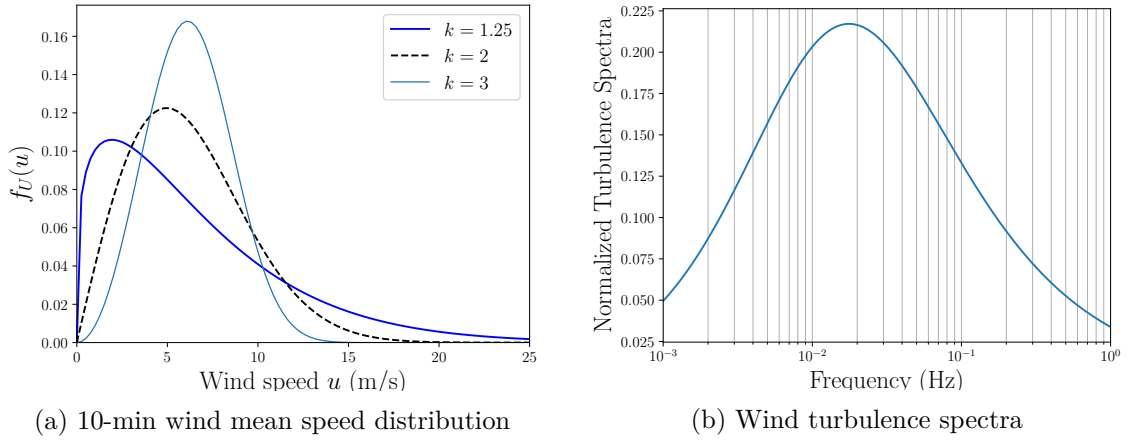 0.16
0.14
0.12
0.10
0.08
0.06
0.04
0.02
0.00
f_U(u)
k = 1.25
k = 2
k = 3
0 5 10 15 20 25
Wind speed u (m/s)
(a) 10-min wind mean speed distribution
0.225
0.200
0.175
0.150
0.125
0.100
0.075
0.050
0.025
Normalized Turbulence Spectra
10⁻³ 10⁻² 10⁻¹ 10⁰
Frequency (Hz)
(b) Wind turbulence spectra